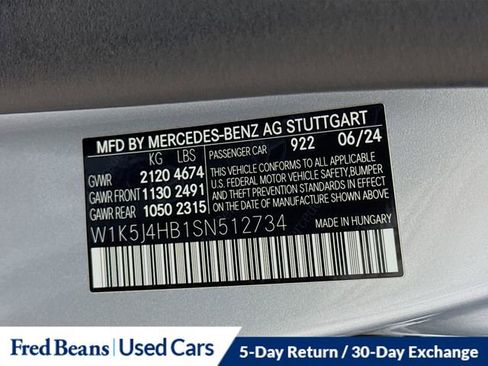 MFD BY MERCEDES-BENZ AG STUTTGART
KG LBS PASSENGER CAR 922 06/24
GVWR 2120 4674 THIS VEHICLE CONFORMS TO ALL APPLICABLE
GAWR FRONT 1130 2491 U.S. FEDERAL MOTOR VEHICLE SAFETY,BUMPER
GAWR REAR 1050 2315 AND THEFT PREVENTION STANDARDS IN EFFECT ON THE DATE OF MANUFACTURE SHOWN ABOVE.
W1K5J4HB1SN512734 MADE IN HUNGARY
Fred Beans Used Cars 5-Day Return / 30-Day Exchange